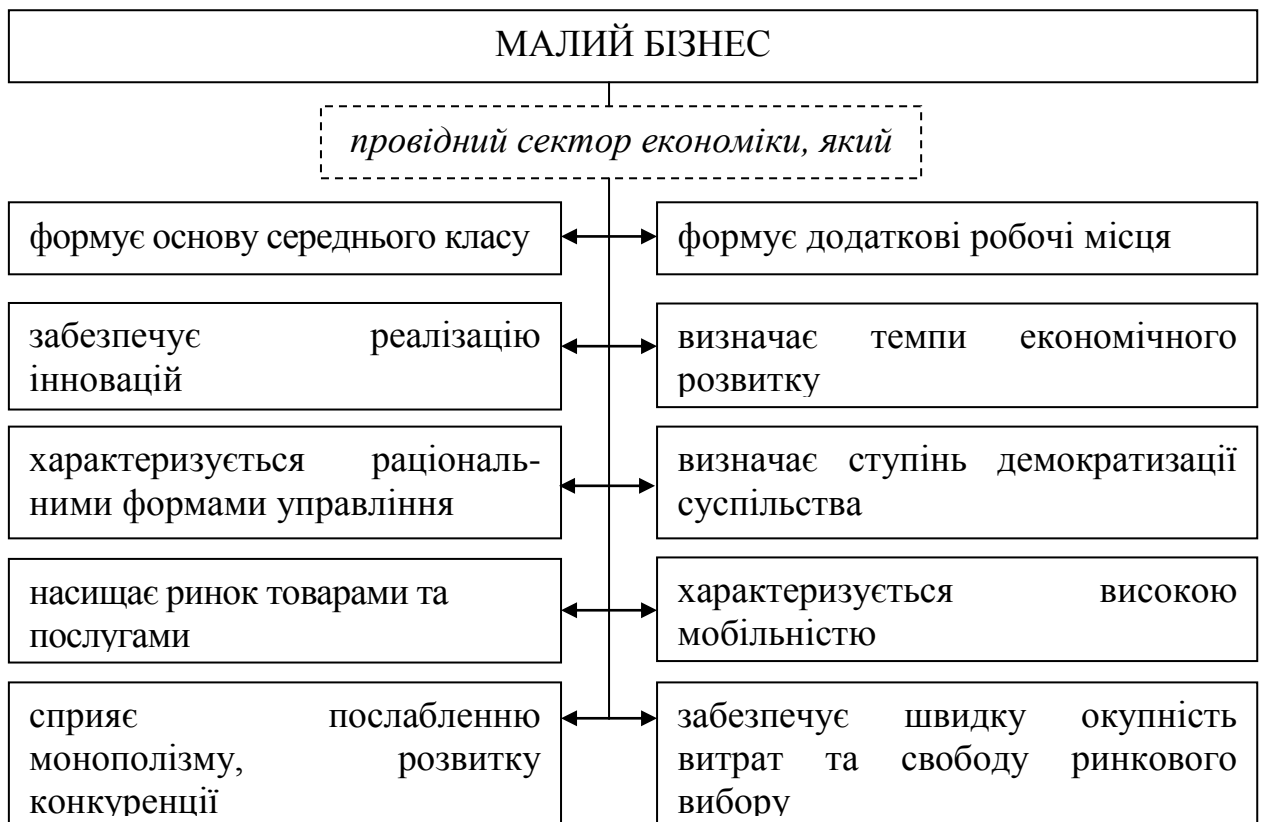 МАЛИЙ БІЗНЕС
провідний сектор економіки, який
формує основу середнього класу
формує додаткові робочі місця
забезпечує реалізацію
інновацій
визначає темпи економічного
розвитку
характеризується раціональ-
ними формами управління
визначає ступінь демократизації
суспільства
насищає ринок товарами та
послугами
характеризується високою
мобільністю
сприяє послабленню
монополізму, розвитку
конкуренції
забезпечує швидку окупність
витрат та свободу ринкового
вибору